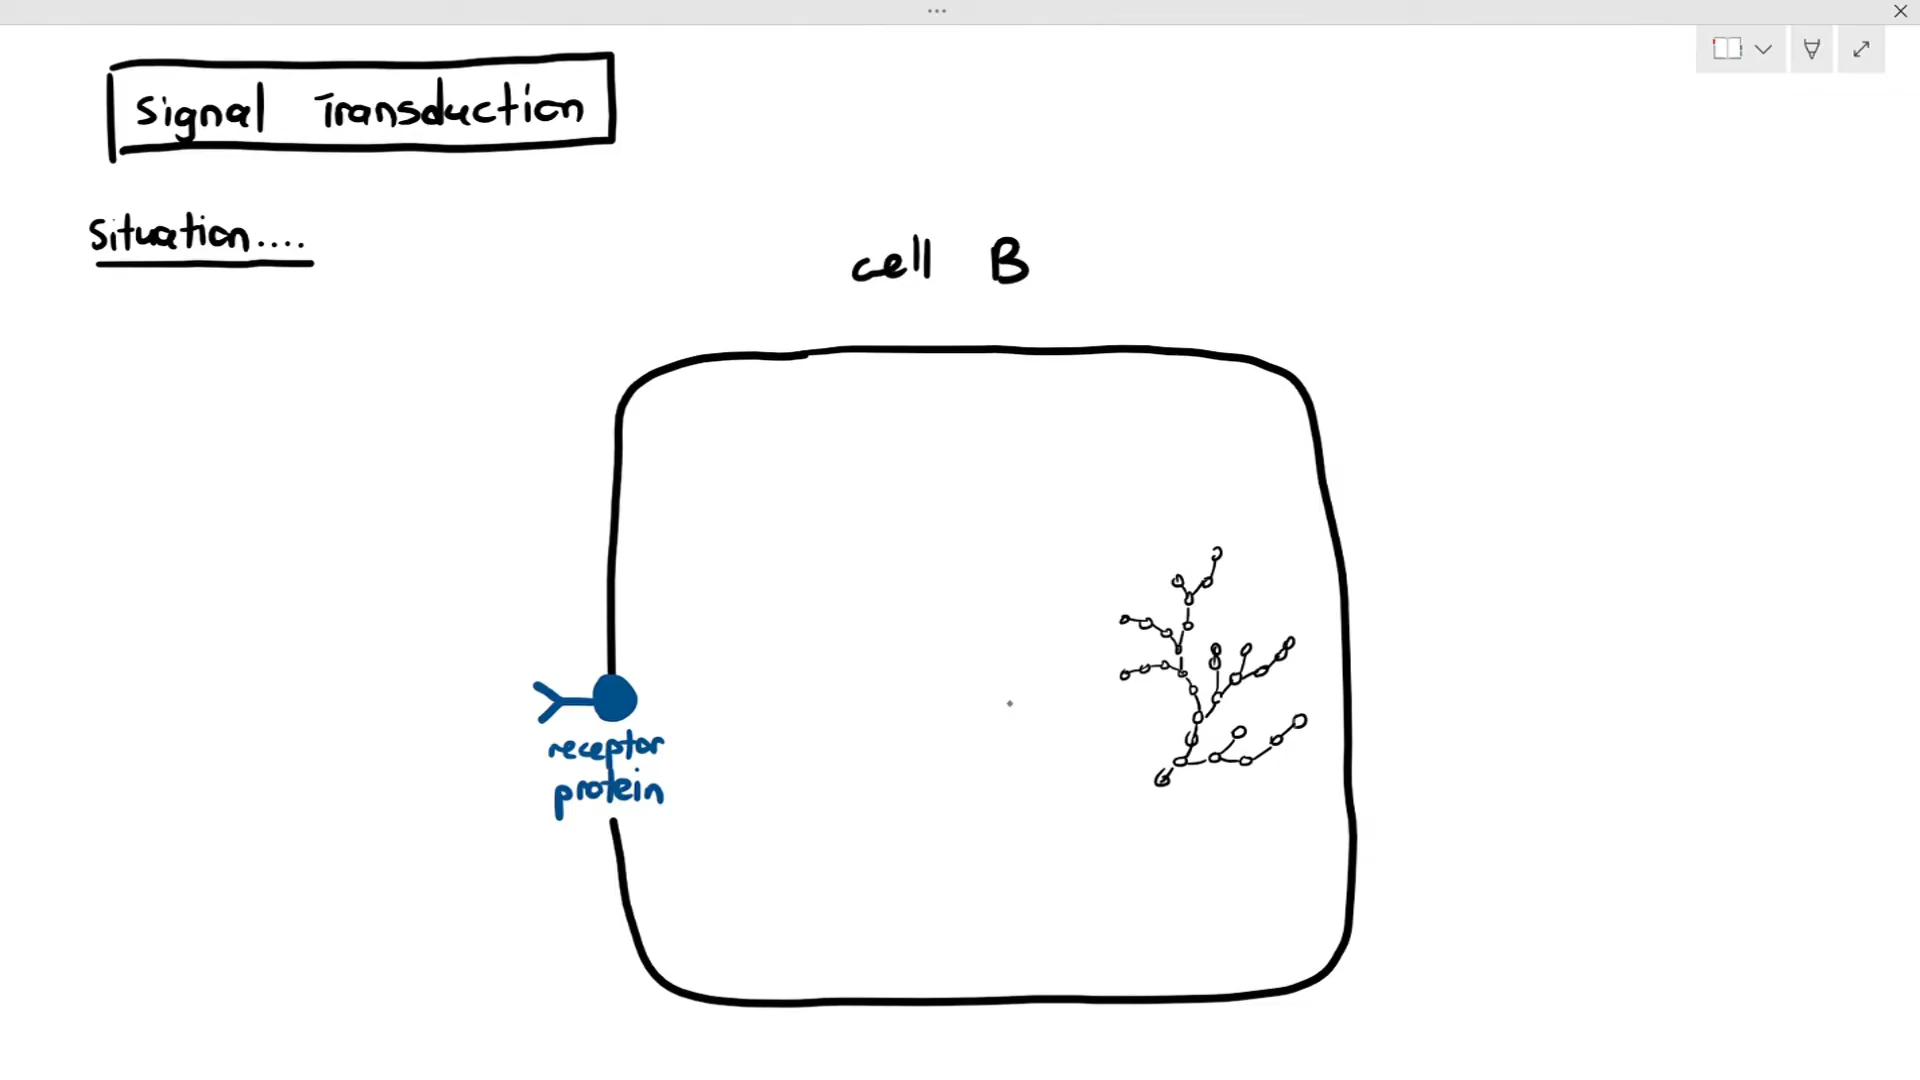 Signal Transduction
Situation....
cell B
receptor
protein